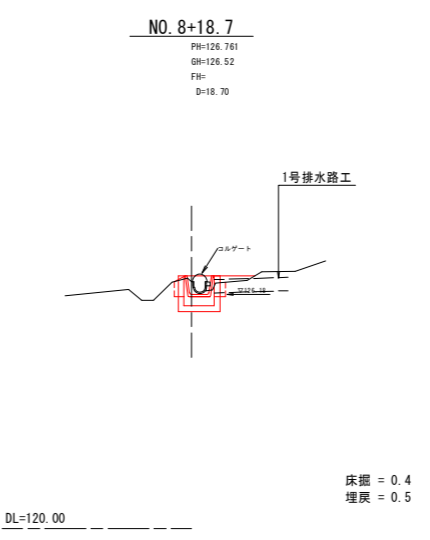 NO.8+18.7
PH=126.761
GH=126.52
FH=
D=18.70
1号排水路工
コルゲート
床掘 = 0.4
埋戻 = 0.5
DL=120.00